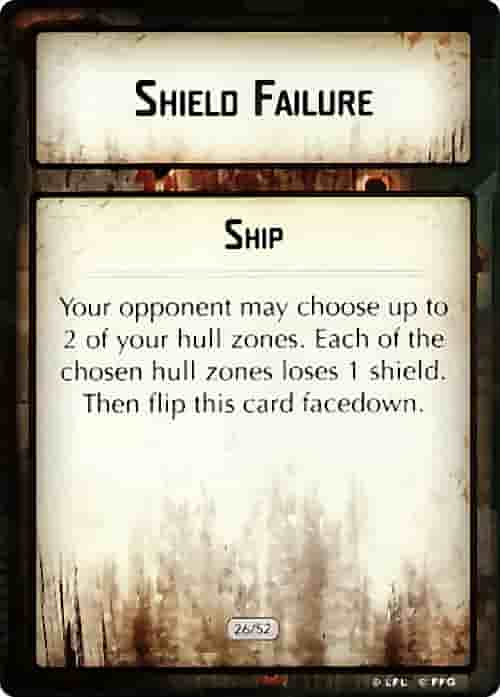 Shield Failure
Ship
Your opponent may choose up to
2 of your hull zones. Each of the
chosen hull zones loses 1 shield.
Then flip this card facedown.
26/52
© LFL © FFG